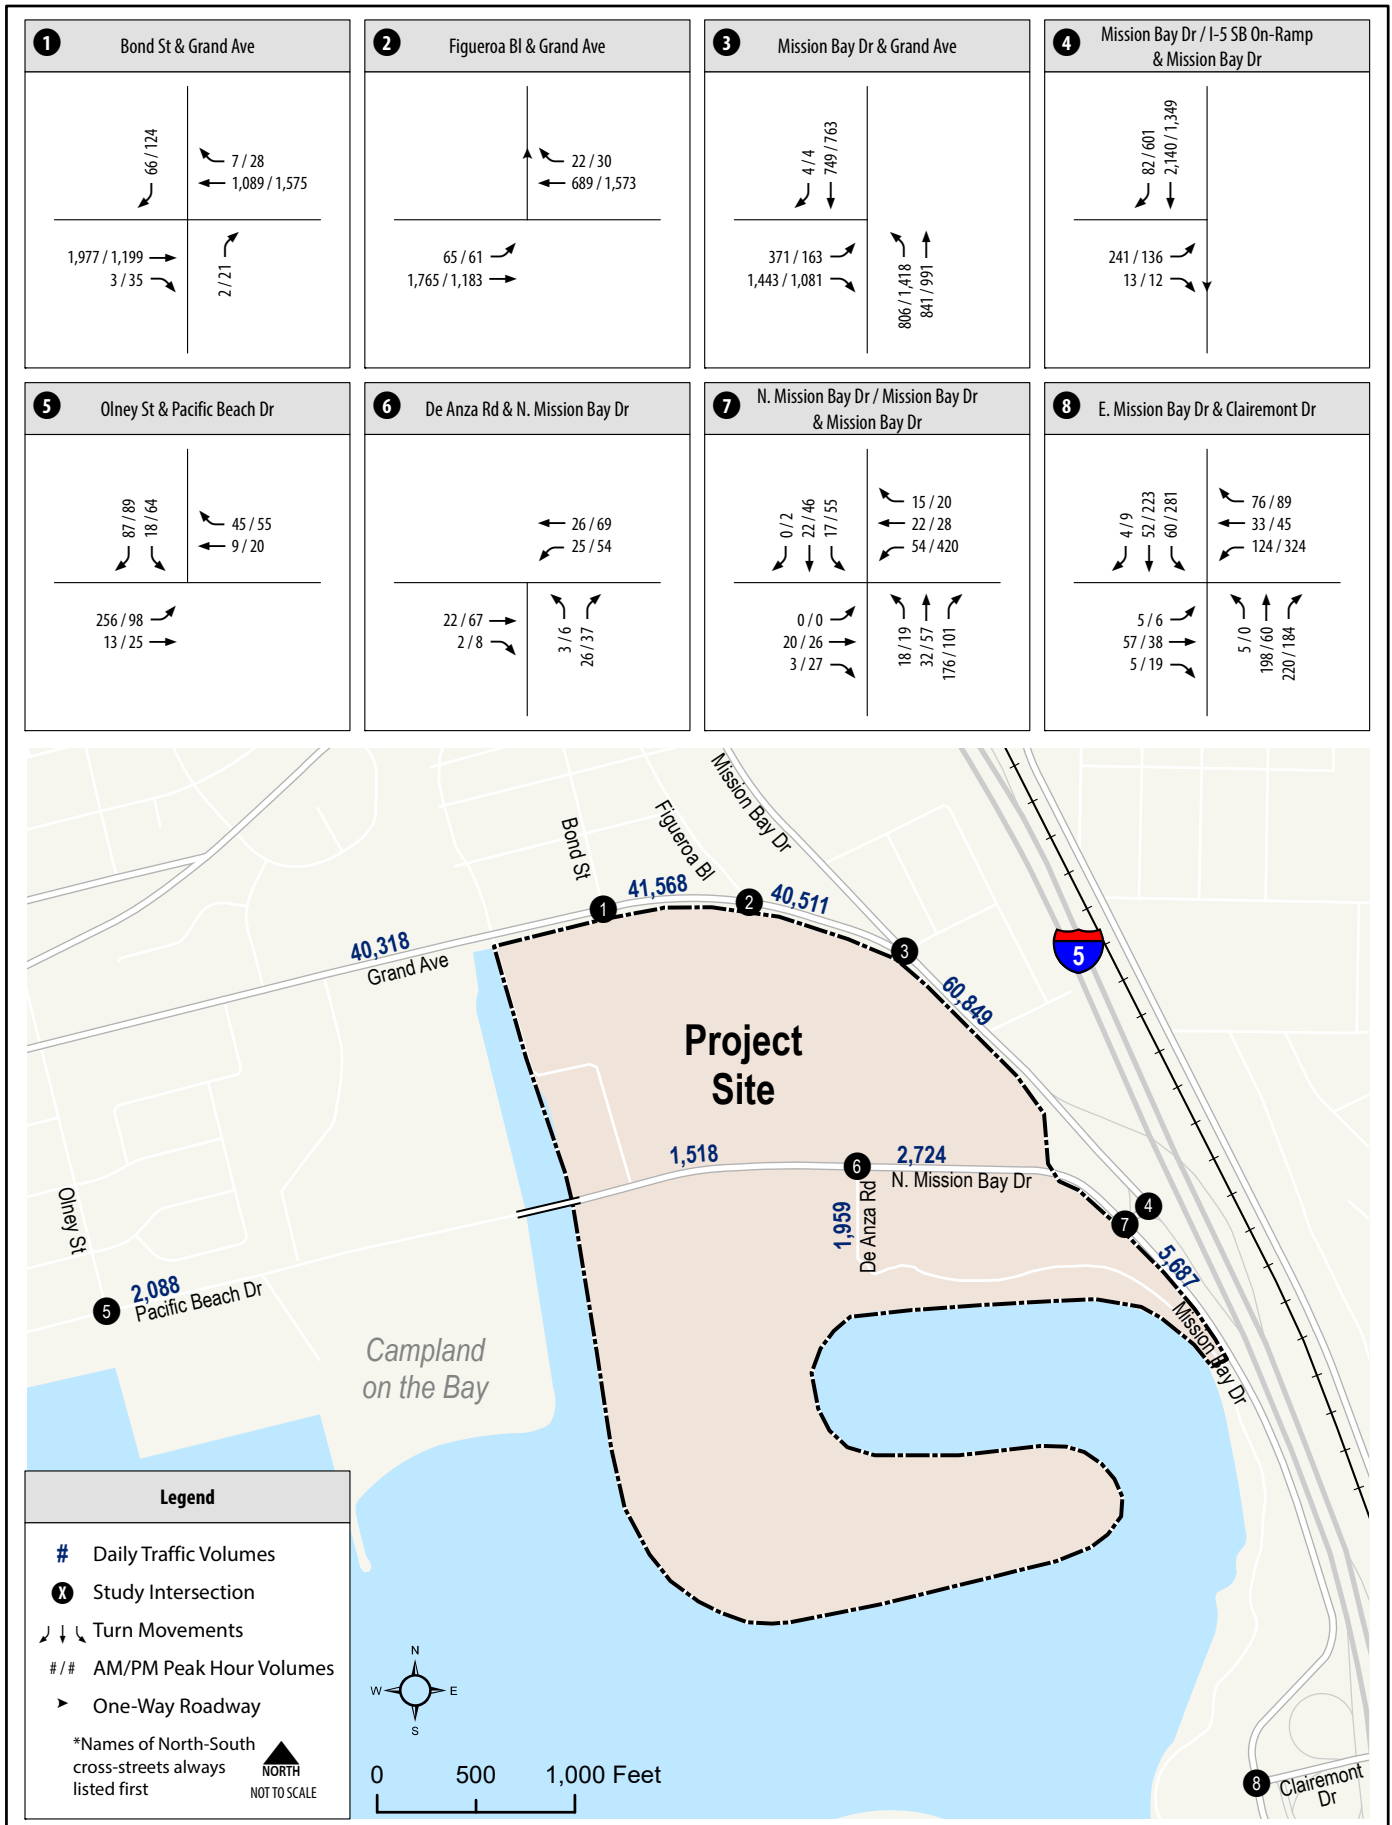 1
Bond St & Grand Ave
66 / 124
7 / 28
1,089 / 1,575
1,977 / 1,199
3 / 35
2 / 21
2
Figueroa Bl & Grand Ave
22 / 30
689 / 1,573
65 / 61
1,765 / 1,183
3
Mission Bay Dr & Grand Ave
4 / 4
749 / 763
371 / 163
1,443 / 1,081
806 / 1,418
841 / 991
4
Mission Bay Dr / I-5 SB On-Ramp
& Mission Bay Dr
82 / 601
2,140 / 1,349
241 / 136
13 / 12
5
Olney St & Pacific Beach Dr
87 / 89
18 / 64
45 / 55
9 / 20
256 / 98
13 / 25
6
De Anza Rd & N. Mission Bay Dr
26 / 69
25 / 54
22 / 67
2 / 8
3 / 6
26 / 37
7
N. Mission Bay Dr / Mission Bay Dr
& Mission Bay Dr
0 / 2
22 / 46
17 / 55
15 / 20
22 / 28
54 / 420
0 / 0
20 / 26
3 / 27
18 / 19
32 / 57
176 / 101
8
E. Mission Bay Dr & Clairemont Dr
4 / 9
52 / 223
60 / 281
76 / 89
33 / 45
124 / 324
5 / 6
57 / 38
5 / 19
5 / 0
198 / 60
220 / 184
Mission Bay Dr
Figueroa Bl
Bond St
41,568
40,511
1
2
3
40,318
Grand Ave
5
60,849
Project
Site
1,518
6
2,724
N. Mission Bay Dr
1,959
De Anza Rd
4
7
5,687
Mission Bay Dr
Olney St
5
2,088
Pacific Beach Dr
Campland
on the Bay
8
Clairemont
Dr
Legend
# Daily Traffic Volumes
X Study Intersection
Turn Movements
# / # AM/PM Peak Hour Volumes
One-Way Roadway
*Names of North-South
cross-streets always
listed first
NORTH
NOT TO SCALE
N
W E
S
0 500 1,000 Feet